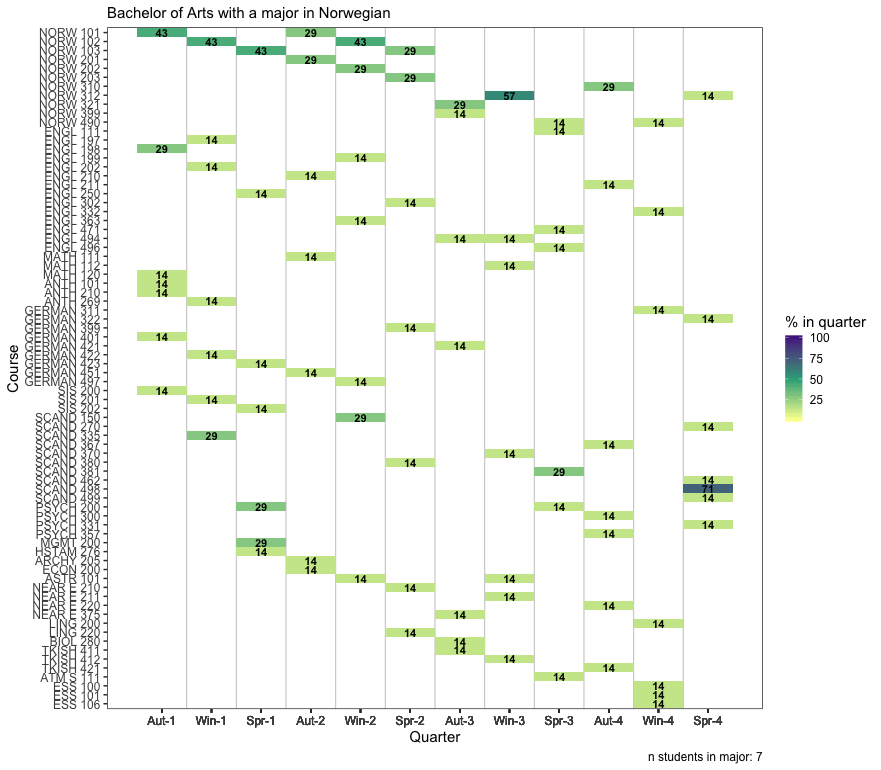 Bachelor of Arts with a major in Norwegian
NORW 101 43 29
NORW 102 43 43
NORW 103 43 29
NORW 201 29
NORW 202 29
NORW 203 29
NORW 310 29
NORW 312 57 14
NORW 321 29
NORW 399 14
NORW 490 14 14
ENGL 111 14
ENGL 197 14
ENGL 198 29
ENGL 199 14
ENGL 202 14
ENGL 210 14
ENGL 211 14
ENGL 250 14
ENGL 302 14
ENGL 332 14
ENGL 363 14
ENGL 471 14
ENGL 494 14 14
ENGL 496 14
MATH 111 14
MATH 112 14
MATH 120 14
ANTH 101 14
ANTH 210 14
ANTH 269 14
GERMAN 311 14
GERMAN 322 14
GERMAN 399 14
GERMAN 401 14
GERMAN 421 14
GERMAN 422 14
GERMAN 423 14
GERMAN 451 14
GERMAN 497 14
SIS 200 14
SIS 201 14
SIS 202 14
SCAND 150 29
SCAND 270 14
SCAND 335 29
SCAND 367 14
SCAND 370 14
SCAND 380 14
SCAND 381 29
SCAND 462 14
SCAND 498 71
SCAND 499 14
PSYCH 200 29 14
PSYCH 300 14
PSYCH 331 14
PSYCH 357 14
MGMT 200 29
HSTAM 276 14
ARCHY 205 14
ECON 200 14
ASTR 101 14 14
NEAR E 210 14
NEAR E 211 14
NEAR E 220 14
NEAR E 375 14
LING 200 14
LING 220 14
BIOL 280 14
TKISH 411 14
TKISH 412 14
TKISH 421 14
ATM S 111 14
ESS 100 14
ESS 101 14
ESS 106 14
Course
Aut-1 Win-1 Spr-1 Aut-2 Win-2 Spr-2 Aut-3 Win-3 Spr-3 Aut-4 Win-4 Spr-4
Quarter
% in quarter
100
75
50
25
n students in major: 7